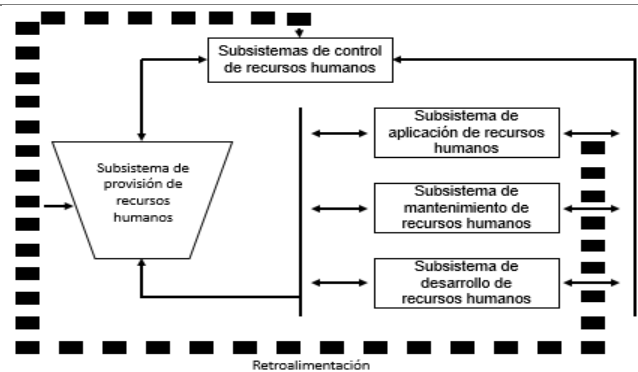 Subsistemas de control
de recursos humanos
Subsistema de
provisión de
recursos
humanos
Subsistema de
aplicación de recursos
humanos
Subsistema de
mantenimiento de
recursos humanos
Subsistema de
desarrollo de
recursos humanos
Retroalimentación